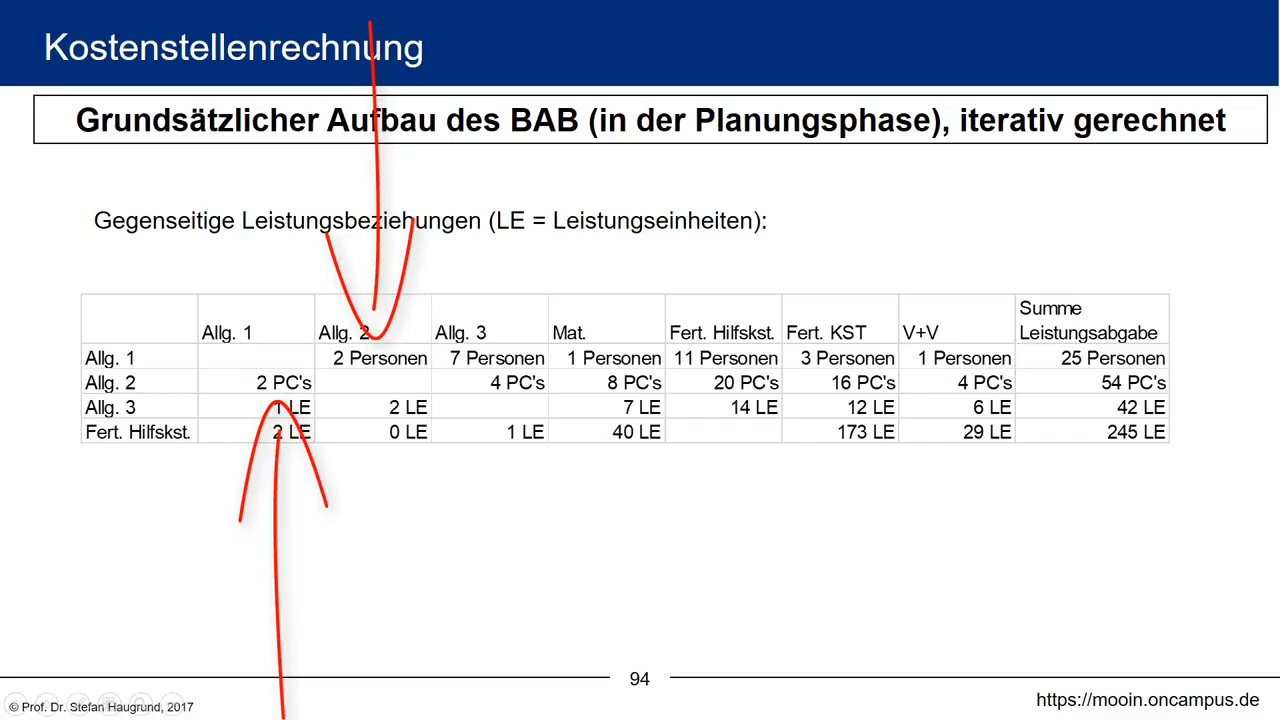 Kostenstellenrechnung
Grundsätzlicher Aufbau des BAB (in der Planungsphase), iterativ gerechnet
Gegenseitige Leistungsbeziehungen (LE = Leistungseinheiten):
Allg. 1 Allg. 2 Allg. 3 Mat. Fert. Hilfskst. Fert. KST V+V Summe Leistungsabgabe
Allg. 1 2 Personen 7 Personen 1 Personen 11 Personen 3 Personen 1 Personen 25 Personen
Allg. 2 2 PC's 4 PC's 8 PC's 20 PC's 16 PC's 4 PC's 54 PC's
Allg. 3 1 LE 2 LE 7 LE 14 LE 12 LE 6 LE 42 LE
Fert. Hilfskst. 2 LE 0 LE 1 LE 40 LE 173 LE 29 LE 245 LE
94
© Prof. Dr. Stefan Haugrund, 2017
https://mooin.oncampus.de